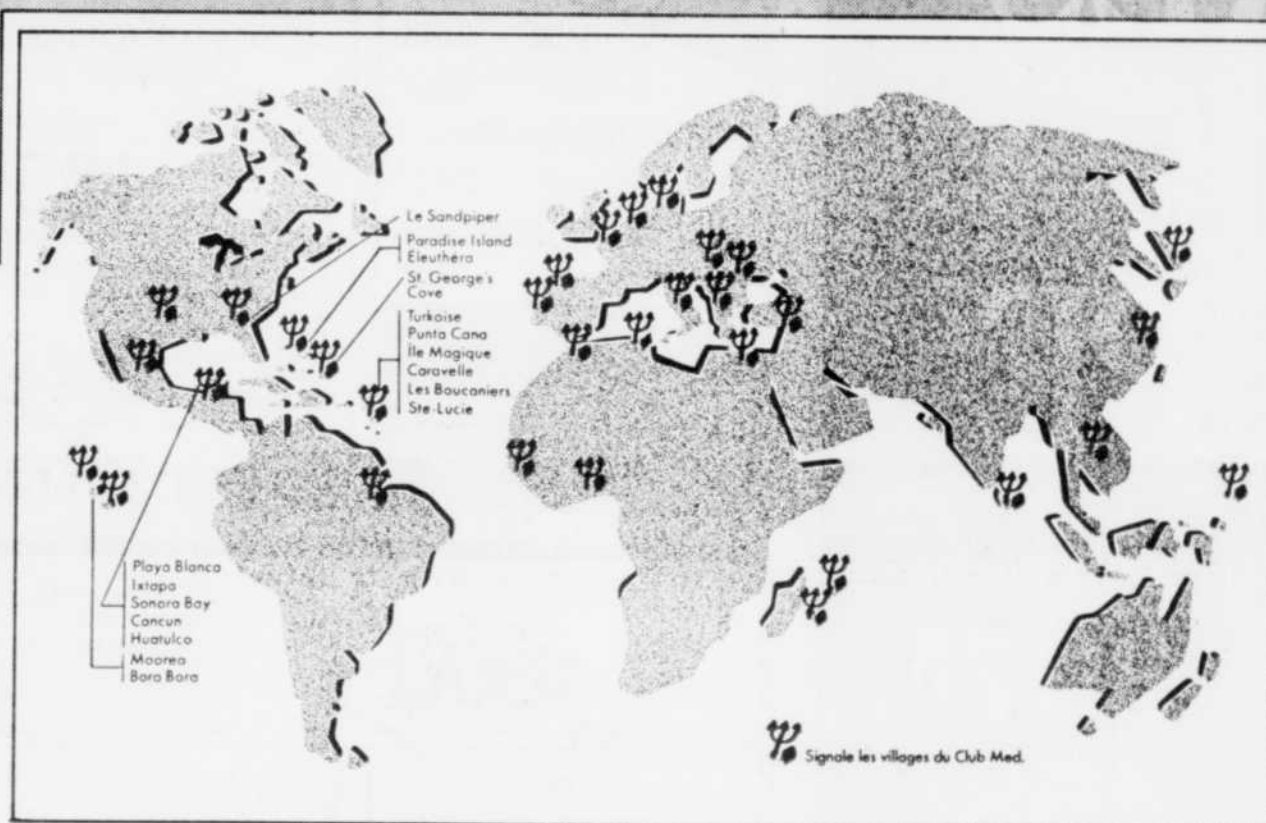 Le Sandpiper
Paradise Island
Eleuthéra
St. George's
Cove
Turkoise
Punta Cana
Île Magique
Caravelle
Les Boucaniers
Ste-Lucie
Playa Blanca
Ixtapa
Sonora Bay
Cancun
Huatulco
Moorea
Bora Bora
Signale les villages du Club Med.